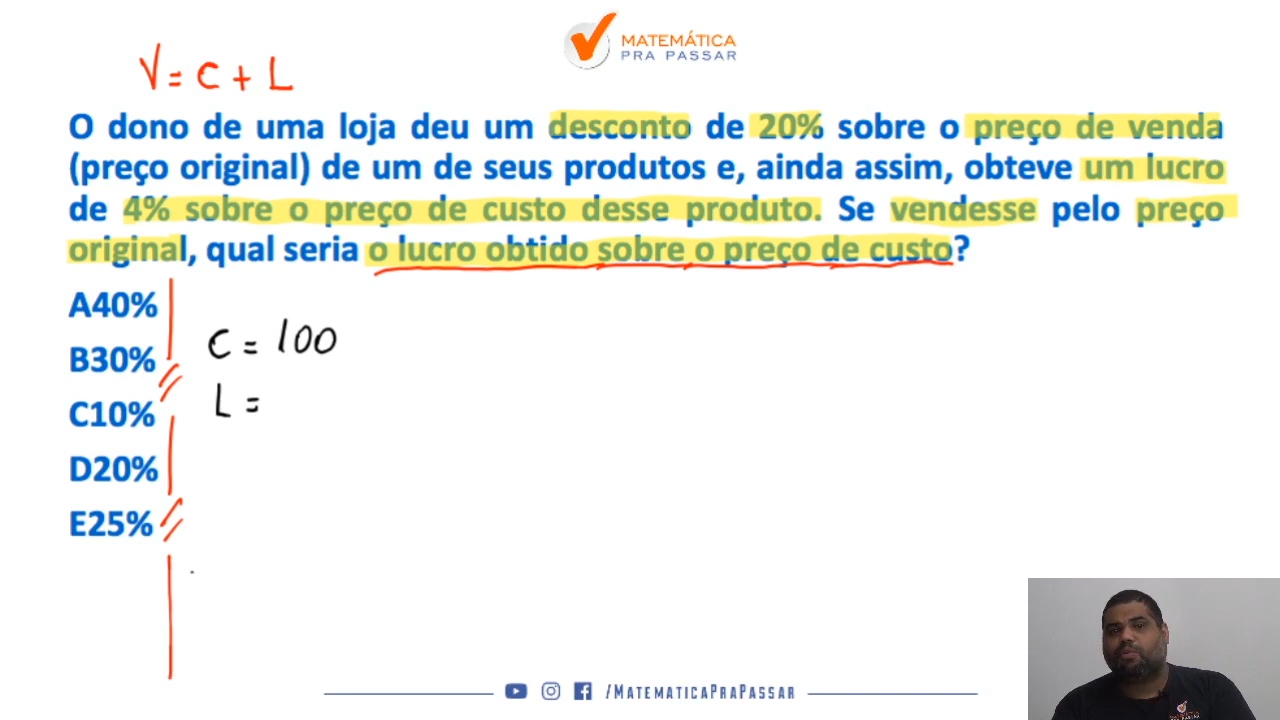 MATEMÁTICA
PRA PASSAR
V = C + L
O dono de uma loja deu um desconto de 20% sobre o preço de venda
(preço original) de um de seus produtos e, ainda assim, obteve um lucro
de 4% sobre o preço de custo desse produto. Se vendesse pelo preço
original, qual seria o lucro obtido sobre o preço de custo?
A40%
B30%
C10%
D20%
E25%
C = 100
L =
/MATEMATICAPRAPASSAR